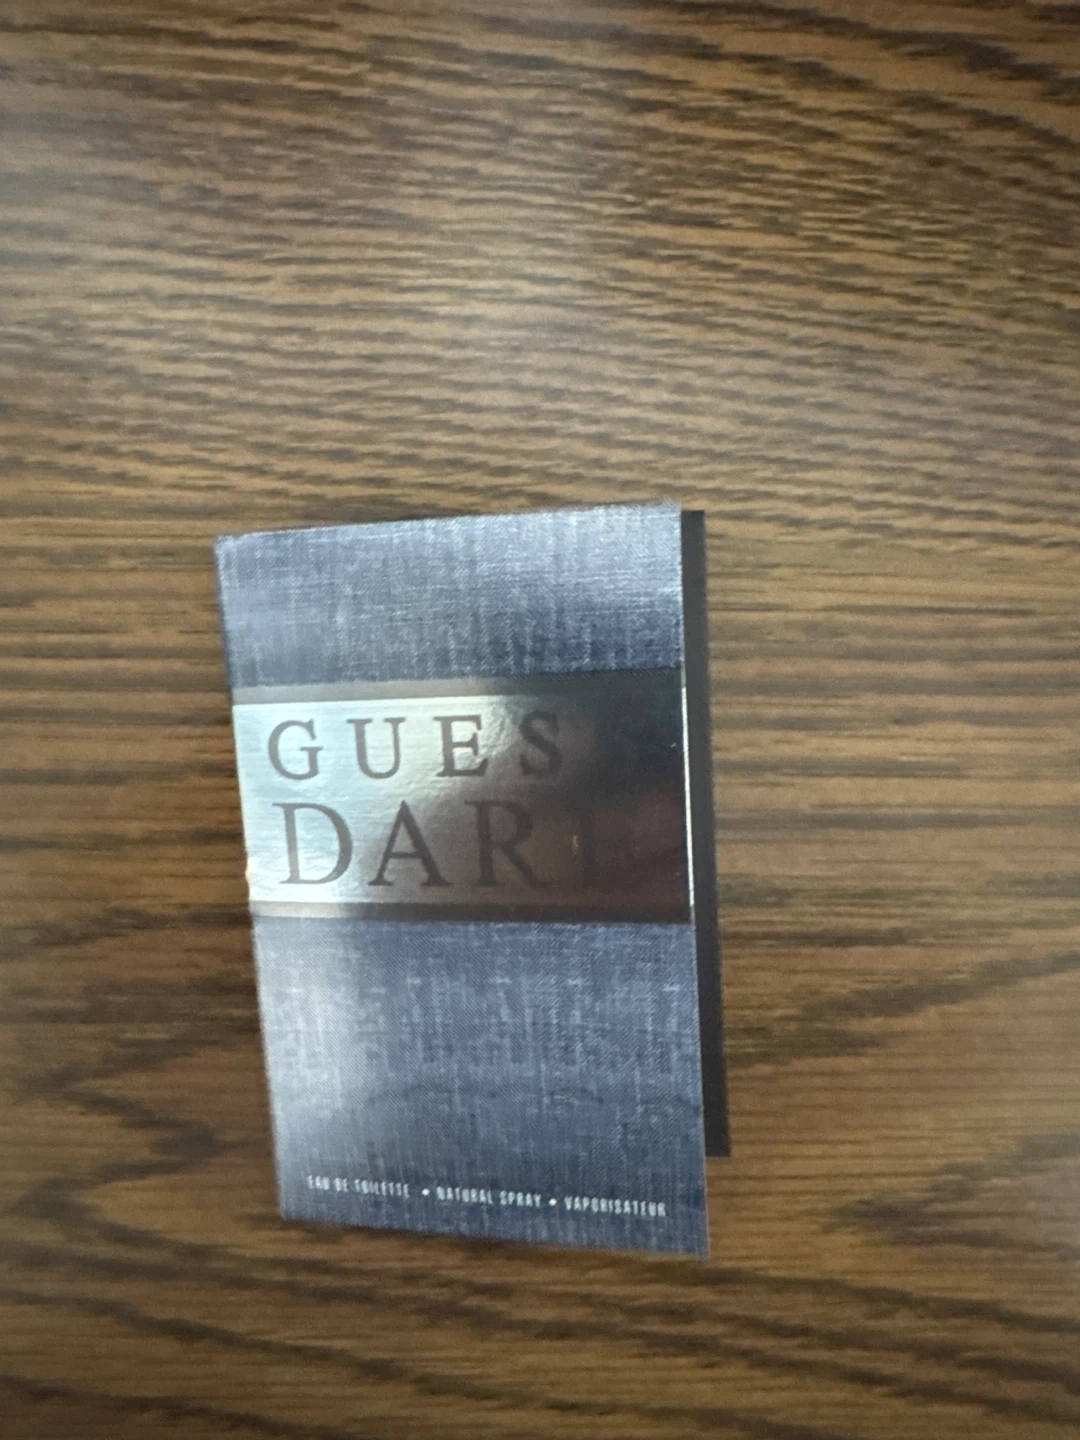 GUES
DAR
EAU DE TOILETTE • NATURAL SPRAY • VAPORISATEUR